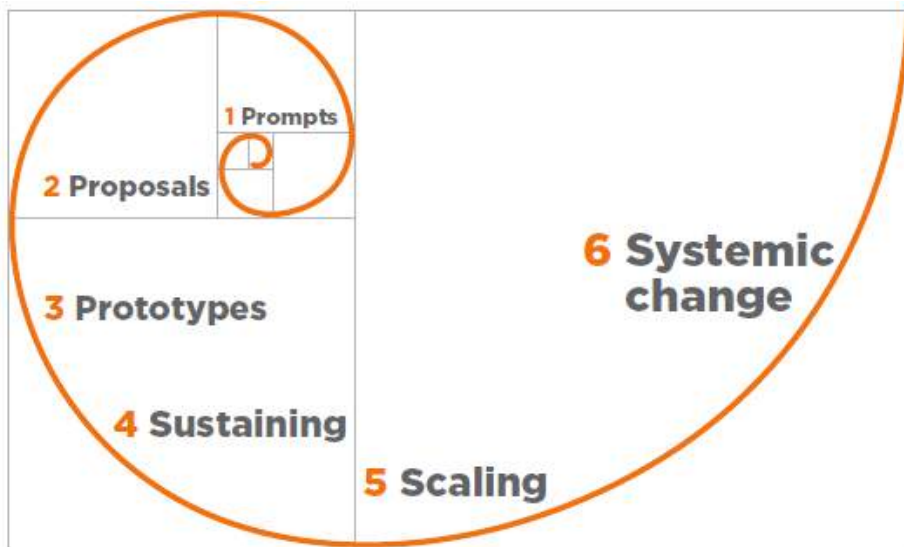 1 Prompts
2 Proposals
3 Prototypes
4 Sustaining
5 Scaling
6 Systemic
change